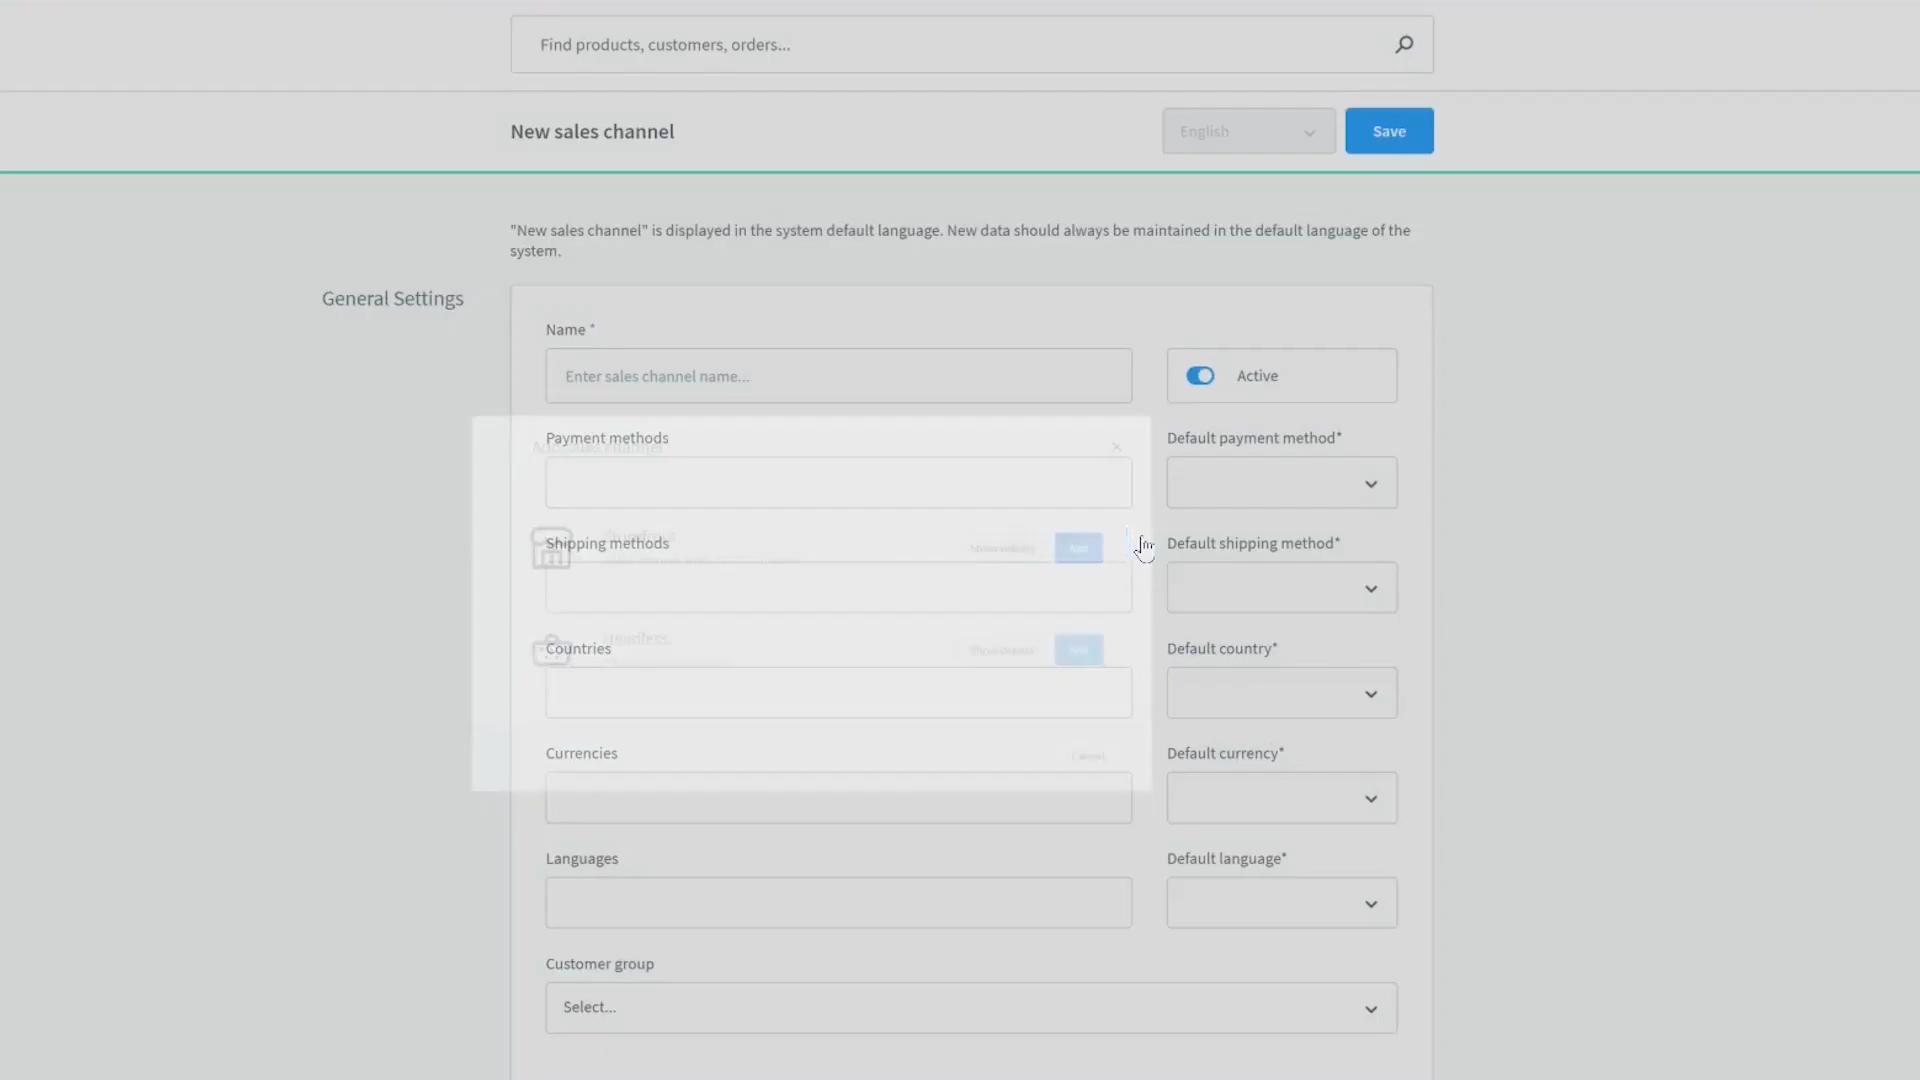 Find products, customers, orders...
New sales channel
English
Save
"New sales channel" is displayed in the system default language. New data should always be maintained in the default language of the
system.
General Settings
Name *
Enter sales channel name...
Active
Payment methods
Default payment method*
Shipping methods
Default shipping method*
Countries
Default country*
Currencies
Default currency*
Languages
Default language*
Customer group
Select...